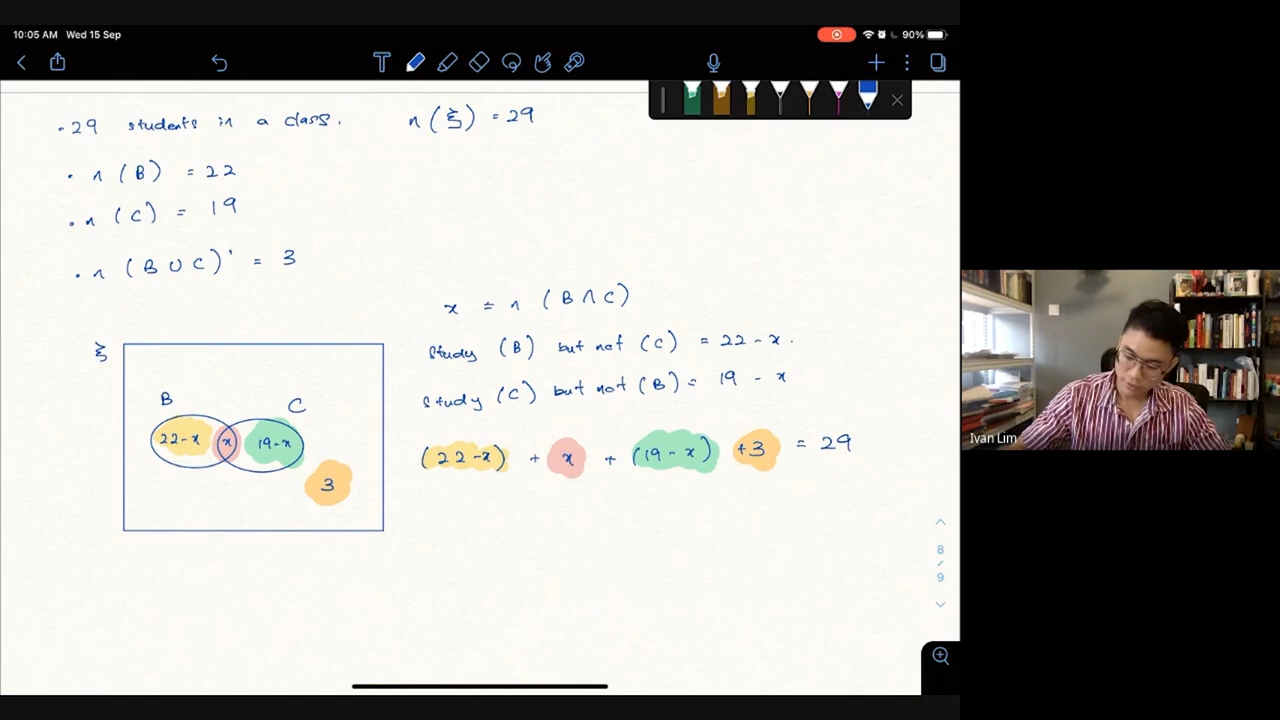 10:05 AM Wed 15 Sep
90%
• 29 students in a class. n (ξ) = 29
• n (B) = 22
• n (C) = 19
• n (B ∪ C)' = 3
x = n (B ∩ C)
Study (B) but not (C) = 22 - x.
Study (C) but not (B) = 19 - x
(22 - x) + x + (19 - x) + 3 = 29
ξ
B
C
22 - x
x
19 - x
3
8
/
9
Ivan Lim